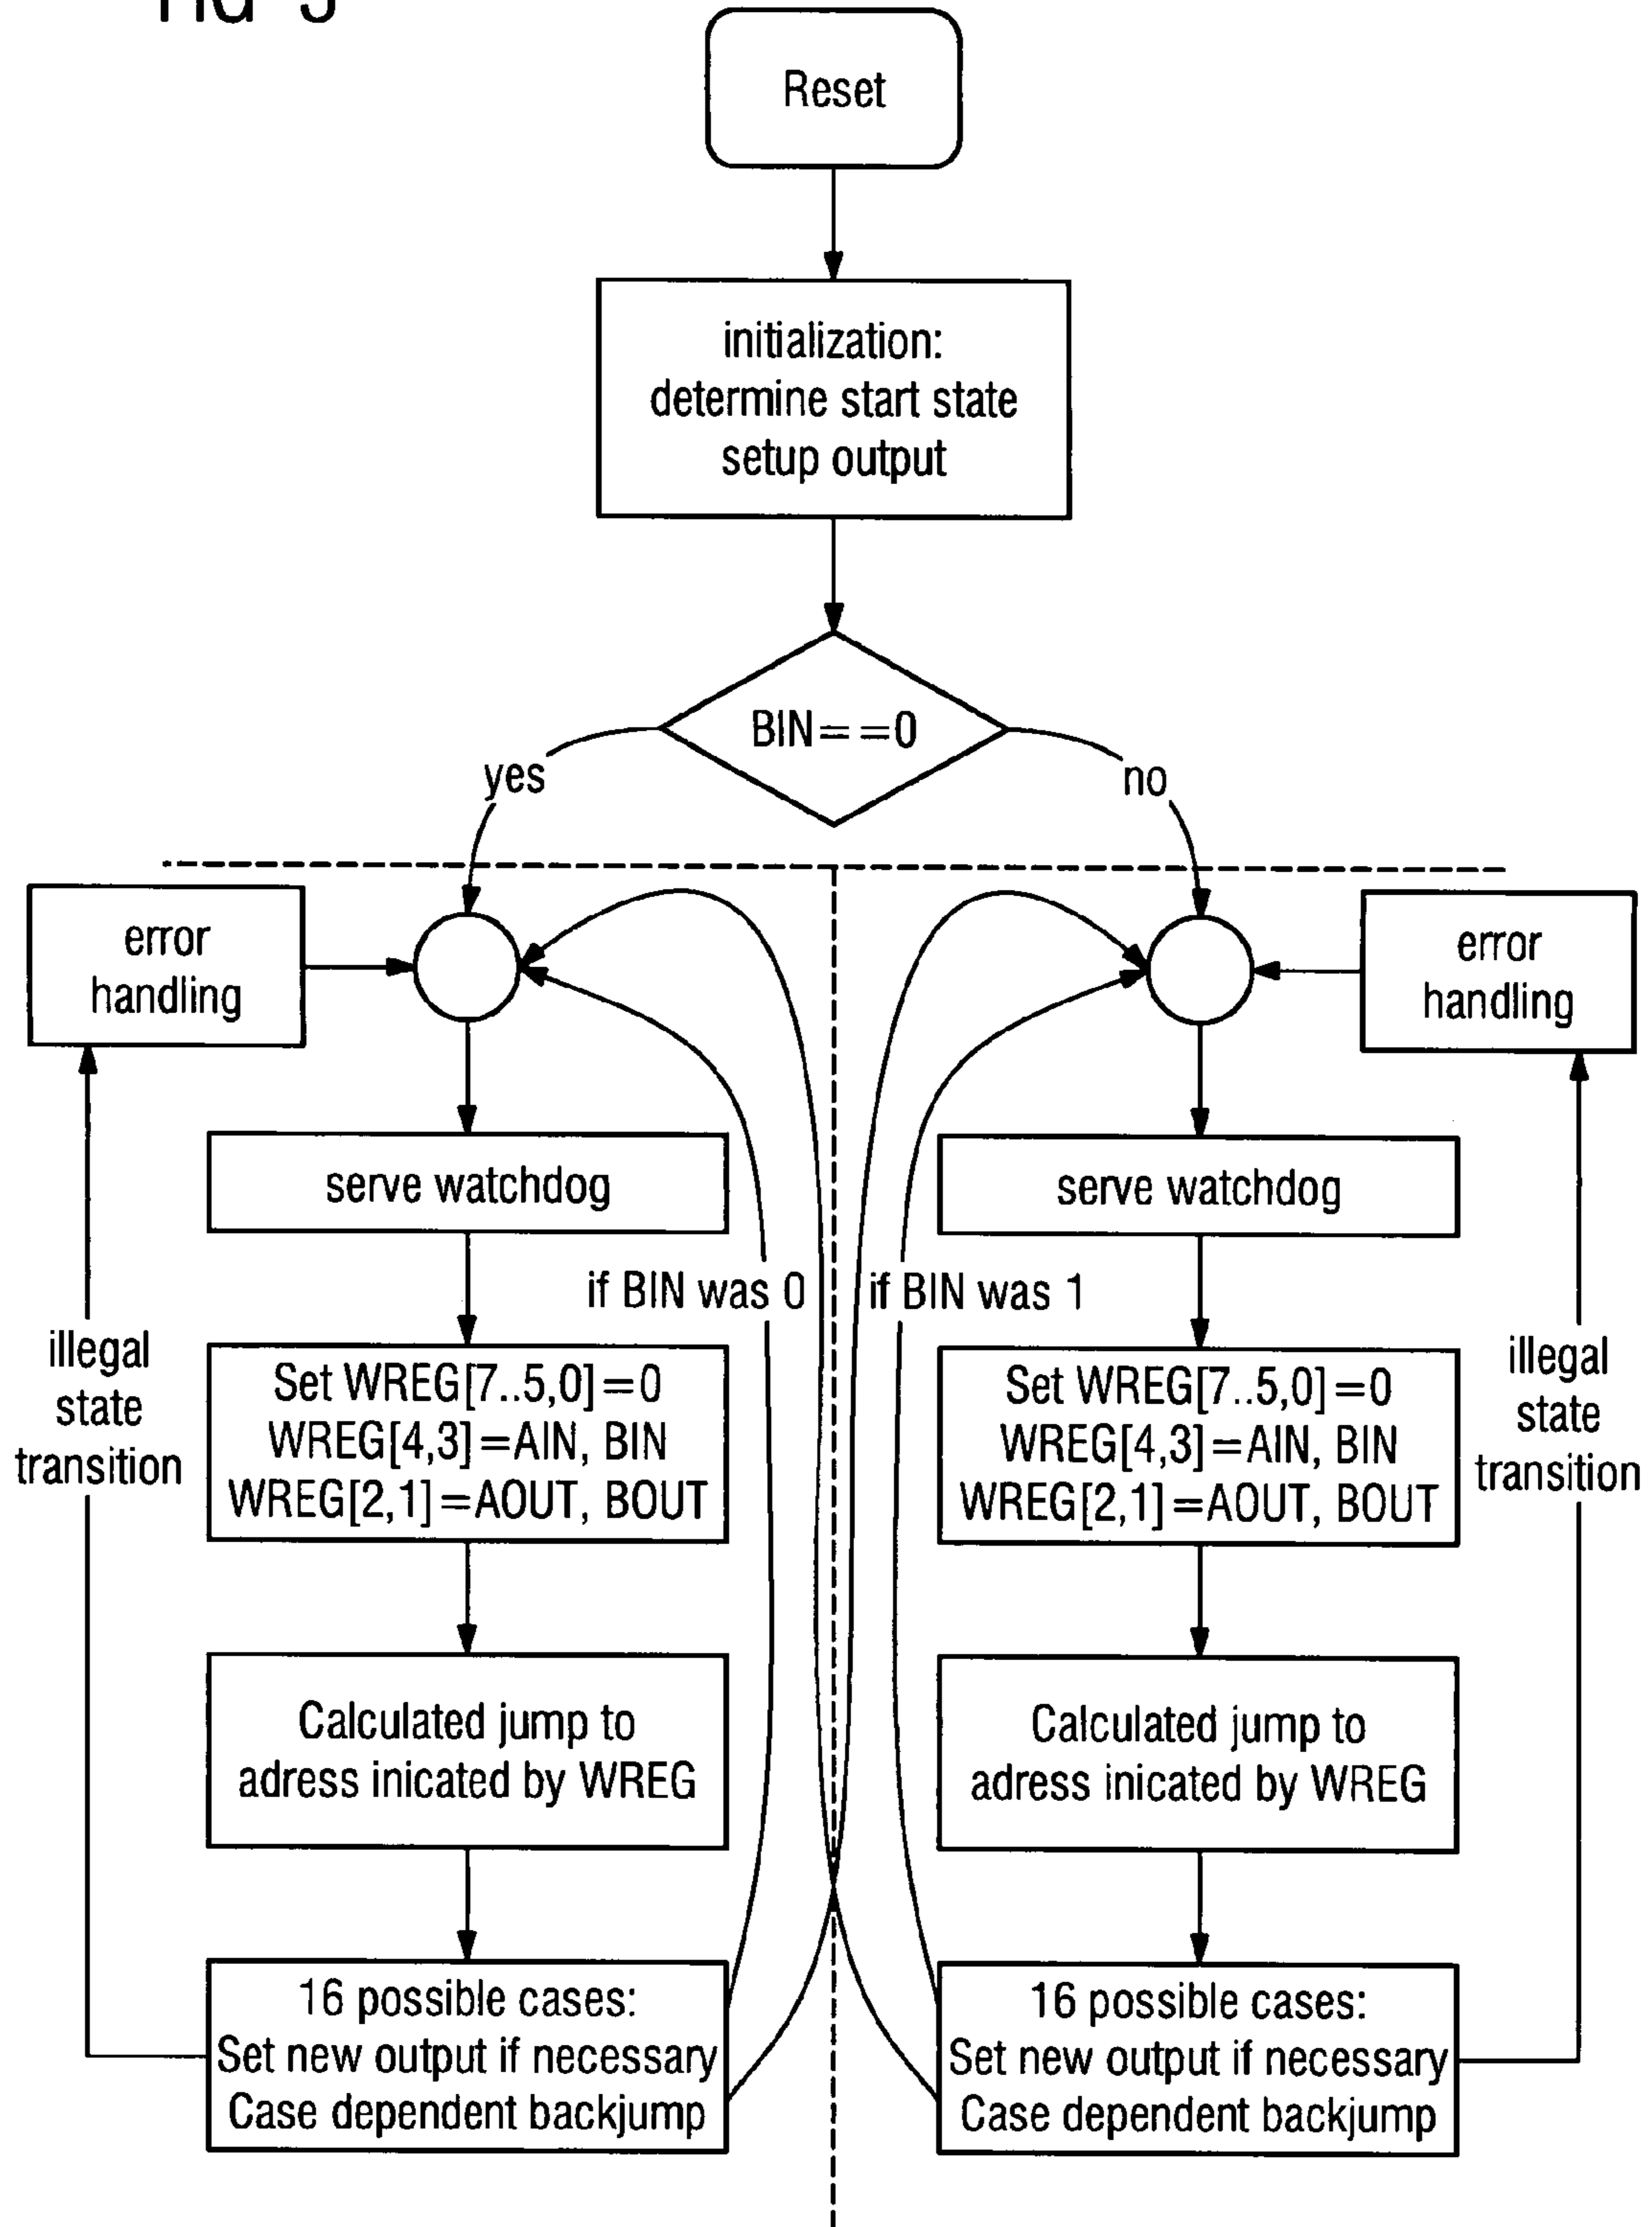 Reset
initialization:
determine start state
setup output
BIN==0
yes
no
error
handling
error
handling
serve watchdog
serve watchdog
if BIN was 0
if BIN was 1
illegal
state
transition
Set WREG[7..5,0]=0
WREG[4,3]=AIN, BIN
WREG[2,1]=AOUT, BOUT
Set WREG[7..5,0]=0
WREG[4,3]=AIN, BIN
WREG[2,1]=AOUT, BOUT
illegal
state
transition
Calculated jump to
adress inicated by WREG
Calculated jump to
adress inicated by WREG
16 possible cases:
Set new output if necessary
Case dependent backjump
16 possible cases:
Set new output if necessary
Case dependent backjump